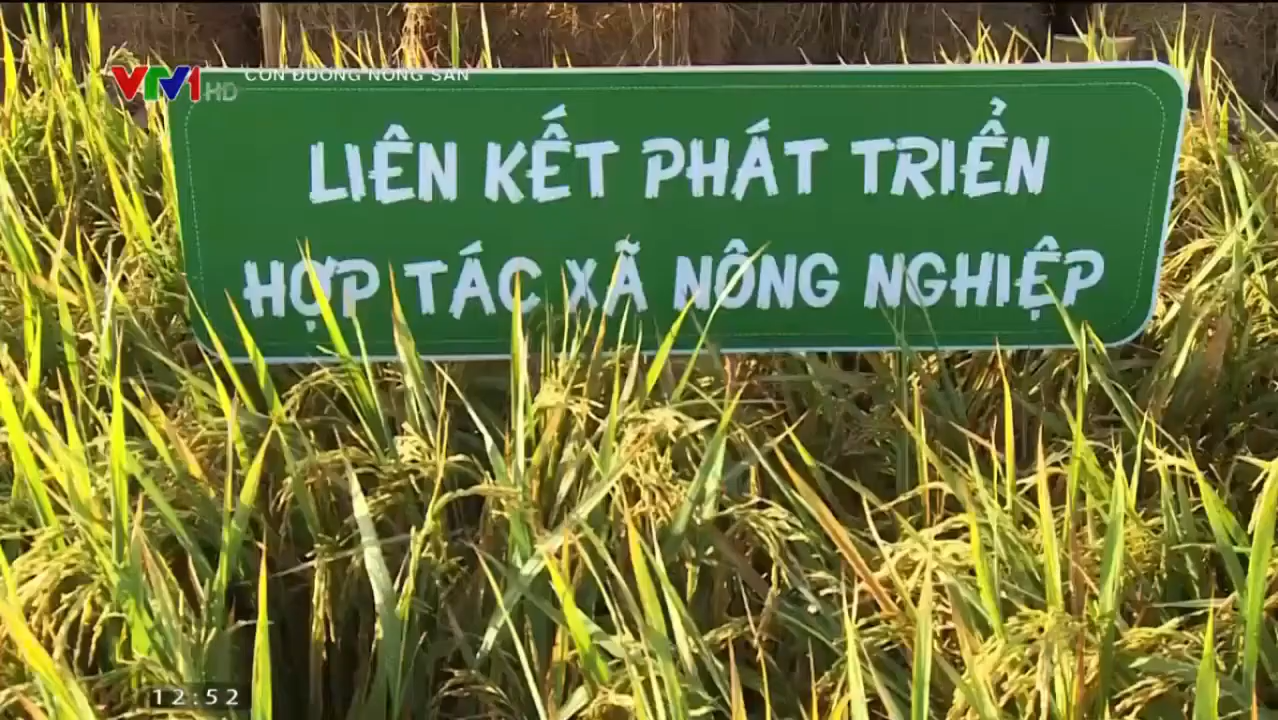 CON ĐƯỜNG NÔNG SẢN
VTV1 HD
LIÊN KẾT PHÁT TRIỂN
HỢP TÁC XÃ NÔNG NGHIỆP
12:52